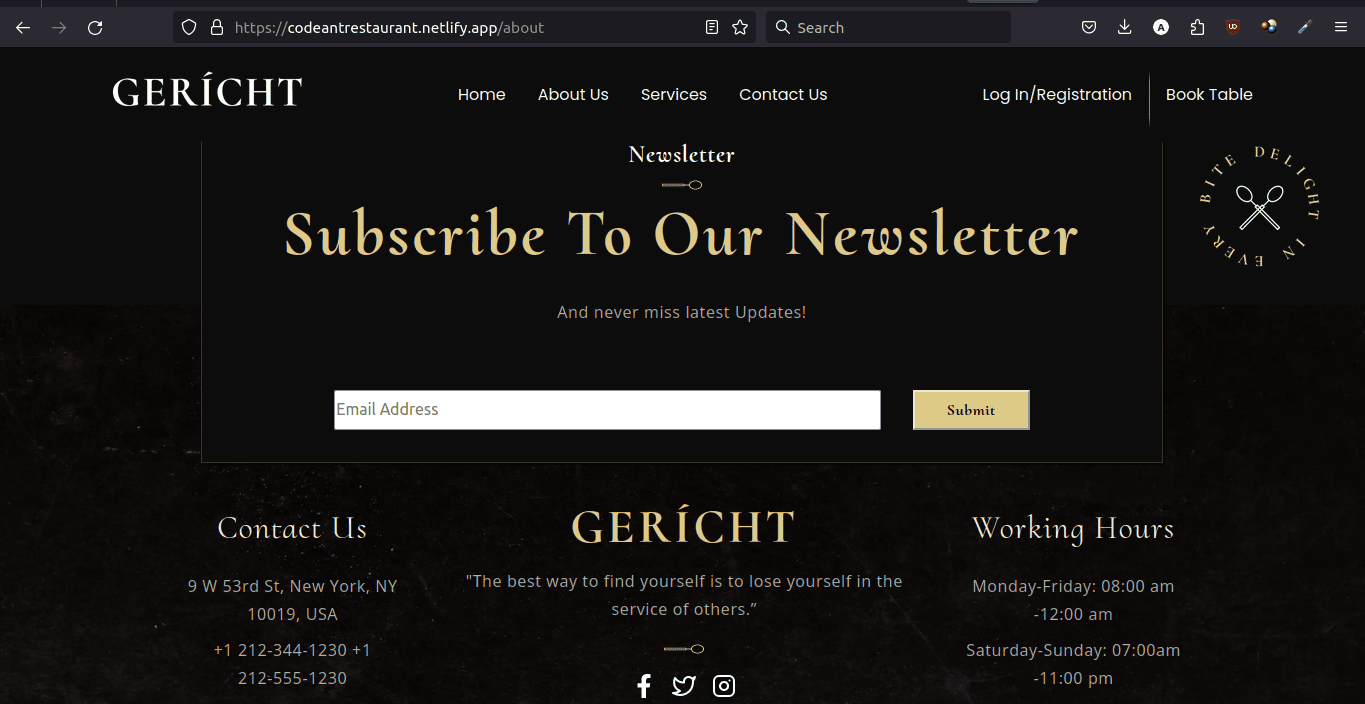 https://codeantrestaurant.netlify.app/about
Search
GERÍCHT
Home
About Us
Services
Contact Us
Log In/Registration
Book Table
Newsletter
BITE DELIGHT IN EVERY
Subscribe To Our Newsletter
And never miss latest Updates!
Email Address
Submit
Contact Us
9 W 53rd St, New York, NY
10019, USA
+1 212-344-1230 +1
212-555-1230
GERÍCHT
"The best way to find yourself is to lose yourself in the
service of others.”
Working Hours
Monday-Friday: 08:00 am
-12:00 am
Saturday-Sunday: 07:00am
-11:00 pm